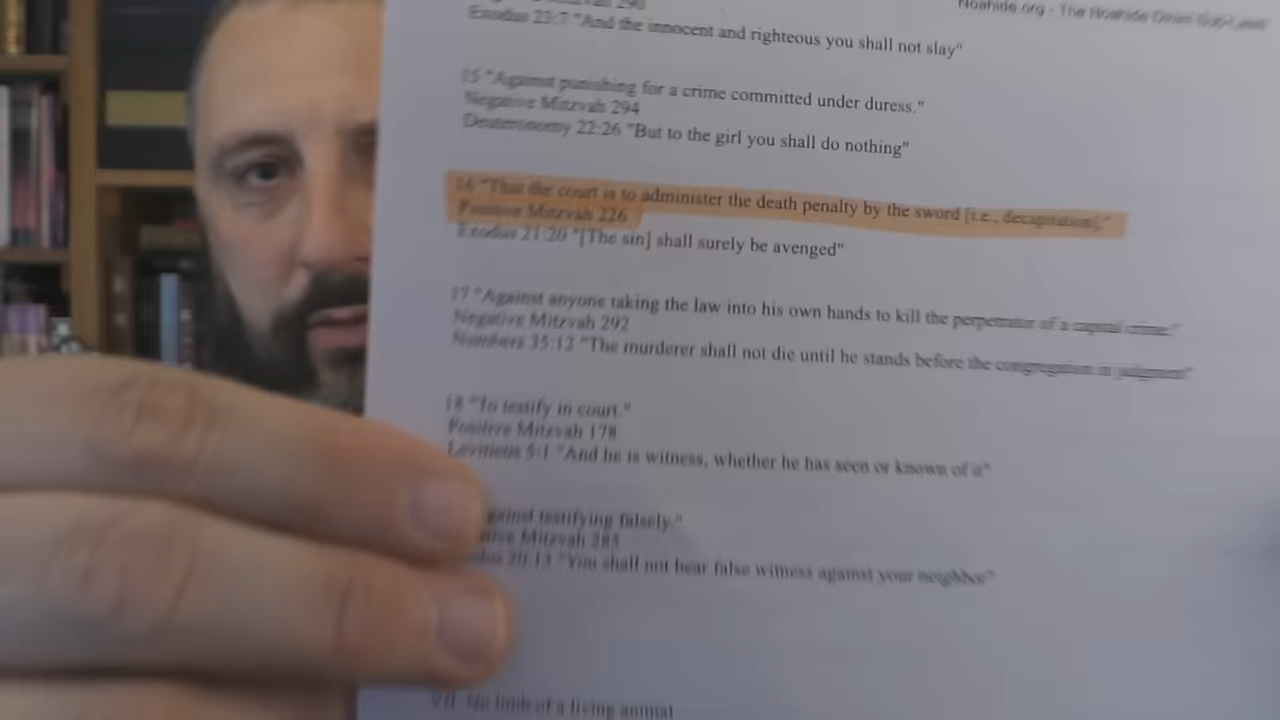 Noahide.org - The Noahide Down
Exodus 23:7 "And the innocent and righteous you shall not slay"
15 "Against punishing for a crime committed under duress."
Negative Mitzvah 294
Deuteronomy 22:26 "But to the girl you shall do nothing"
16 "That the court is to administer the death penalty by the sword [i.e., decapitation]."
Positive Mitzvah 226
Exodus 21:20 "[The sin] shall surely be avenged"
17 "Against anyone taking the law into his own hands to kill the perpetrator of a capital crime."
Negative Mitzvah 292
Numbers 35:12 "The murderer shall not die until he stands before the congregation in judgment"
18 "To testify in court."
Positive Mitzvah 178
Leviticus 5:1 "And he is witness, whether he has seen or known of it"
testifying falsely."
Mitzvah 285
20:13 "You shall not bear false witness against your neighbor"
VII. No limb of a living animal